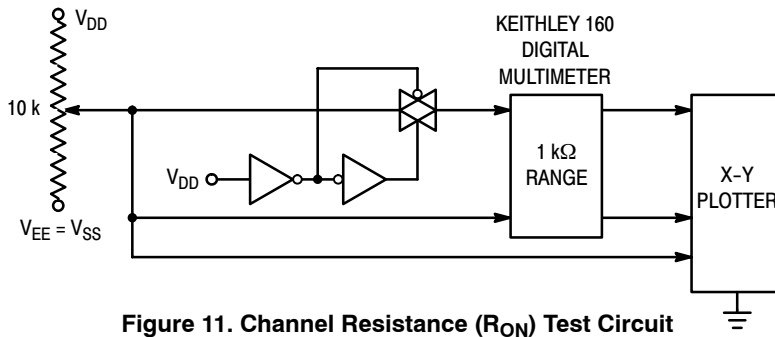 V_DD
10 k
V_EE = V_SS
V_DD
KEITHLEY 160
DIGITAL
MULTIMETER
1 kΩ
RANGE
X-Y
PLOTTER
Figure 11. Channel Resistance (R_ON) Test Circuit